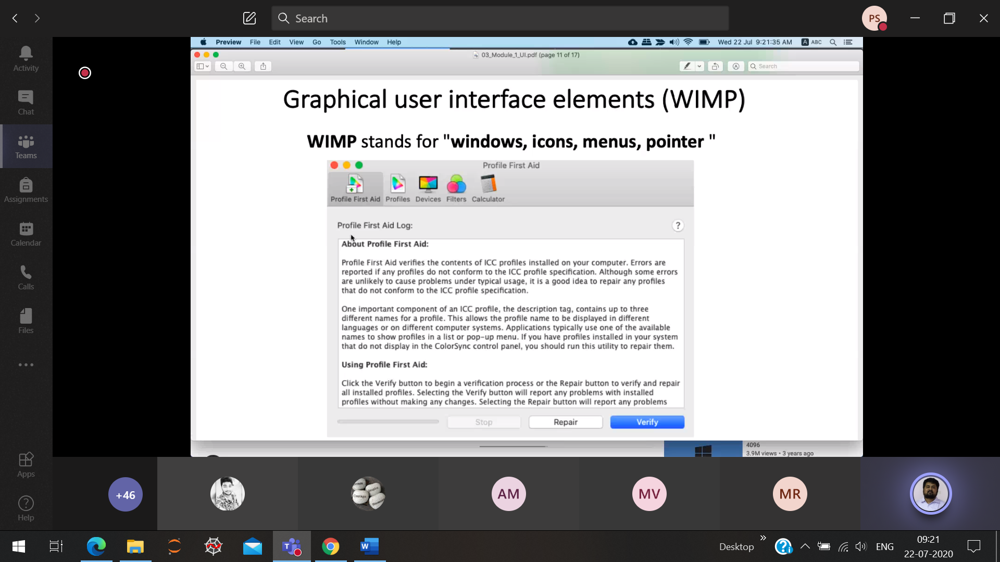 Search
PS
Activity
Chat
Teams
Assignments
Calendar
Calls
Files
Apps
Help
Preview File Edit View Go Tools Window Help
Wed 22 Jul 9:21:35 AM A ABC
03_Module_1_UI.pdf (page 11 of 17)
Search
Graphical user interface elements (WIMP)
WIMP stands for "windows, icons, menus, pointer "
Profile First Aid
Profile First Aid Profiles Devices Filters Calculator
Profile First Aid Log:
?
About Profile First Aid:
Profile First Aid verifies the contents of ICC profiles installed on your computer. Errors are
reported if any profiles do not conform to the ICC profile specification. Although some errors
are unlikely to cause problems under typical usage, it is a good idea to repair any profiles
that do not conform to the ICC profile specification.
One important component of an ICC profile, the description tag, contains up to three
different names for a profile. This allows the profile name to be displayed in different
languages or on different computer systems. Applications typically use one of the available
names to show profiles in a list or pop-up menu. If you have profiles installed in your system
that do not display in the ColorSync control panel, you should run this utility to repair them.
Using Profile First Aid:
Click the Verify button to begin a verification process or the Repair button to verify and repair
all installed profiles. Selecting the Verify button will report any problems with installed
profiles without making any changes. Selecting the Repair button will report any problems
Stop Repair Verify
4096
3.9M views • 3 years ago
+46
Dream
Inspire
Courage
AM
MV
MR
Desktop
ENG
09:21
22-07-2020